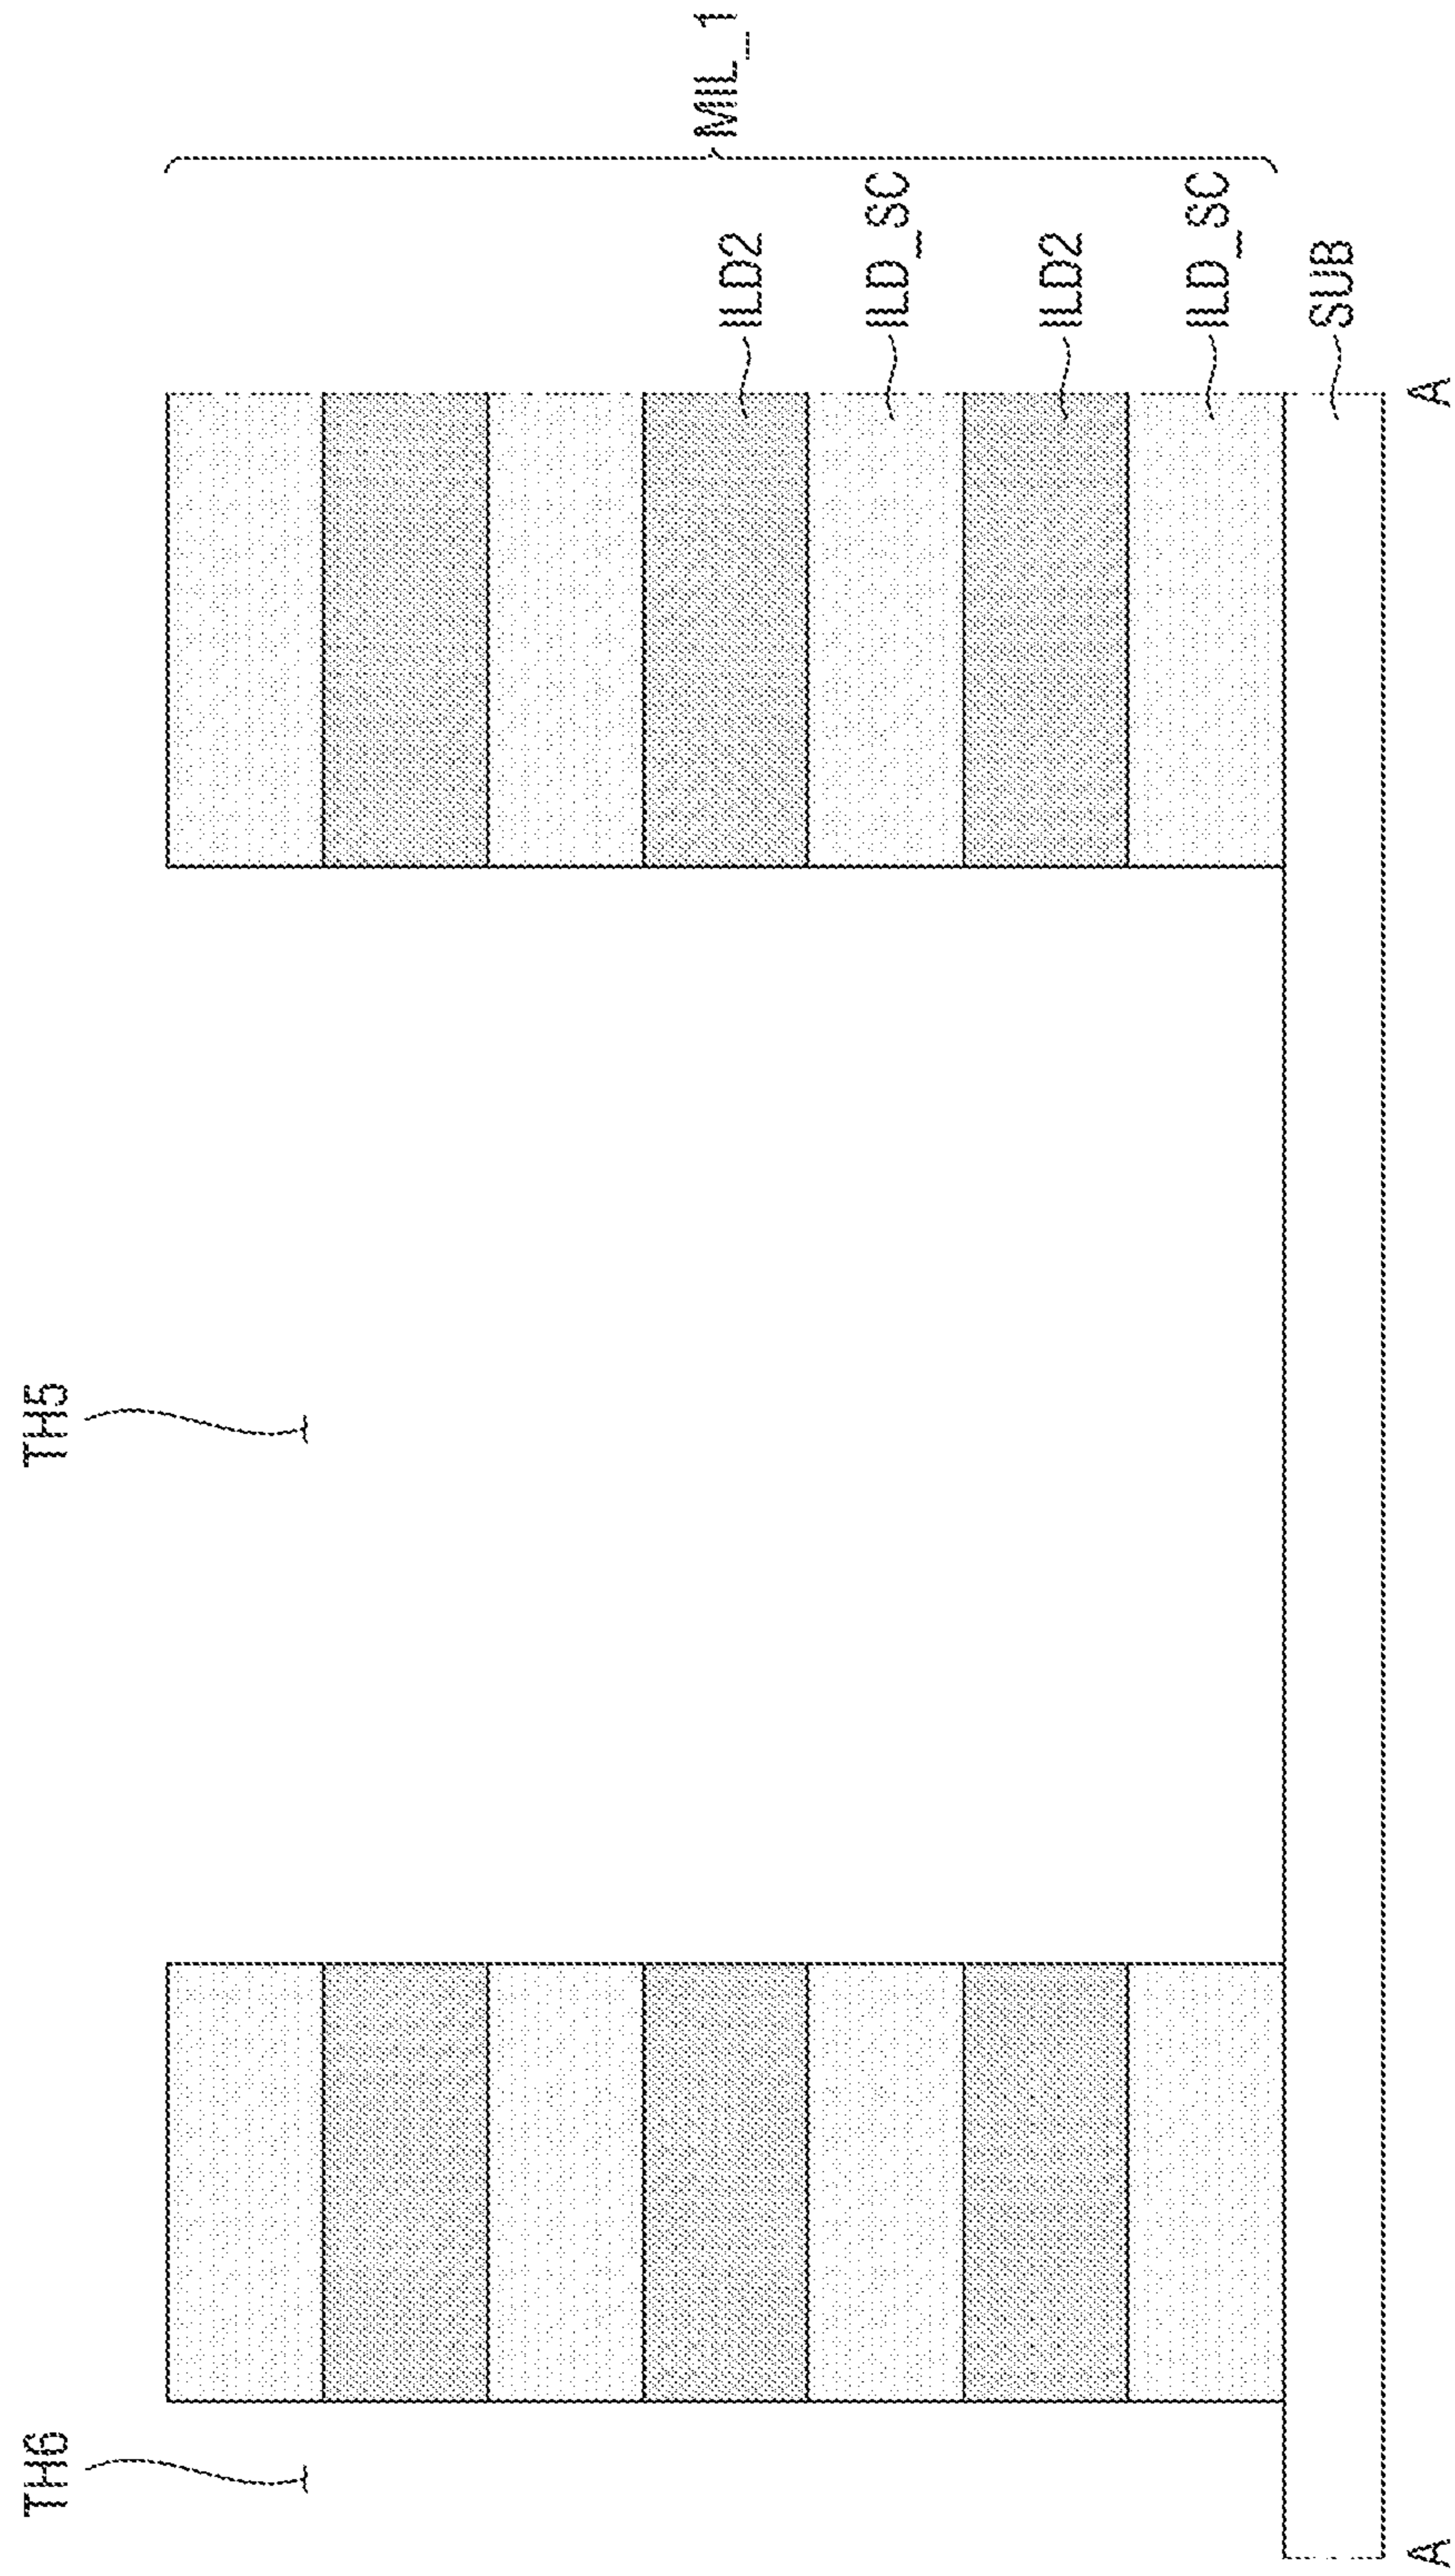 TH6
TH5
MIL_1
ILD2
ILD_SC
ILD2
ILD_SC
SUB
A
A